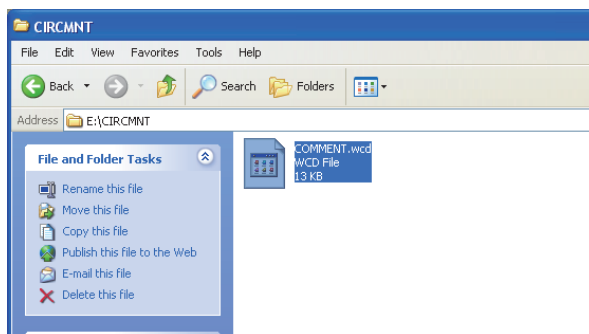 CIRCMNT
File Edit View Favorites Tools Help
Back Search Folders
Address E:\CIRCMNT
File and Folder Tasks
Rename this file
Move this file
Copy this file
Publish this file to the Web
E-mail this file
Delete this file
COMMENT.wcd
WCD File
13 KB